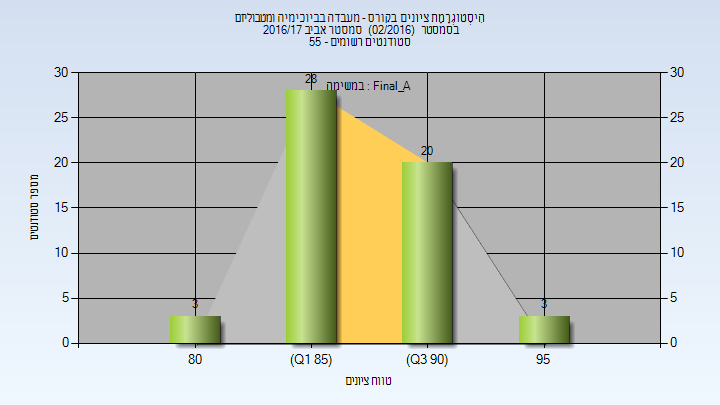 היסטוגרמת ציונים בקורס - מעבדה בביוכימיה ומטבוליזם
בסמסטר (02/2016) סמסטר אביב 2016/17
סטודנטים רשומים - 55
במשימה : Final_A
30
25
20
15
10
5
0
30
25
20
15
10
5
0
3
28
20
3
80
(Q1 85)
(Q3 90)
95
מספר סטודנטים
טווח ציונים